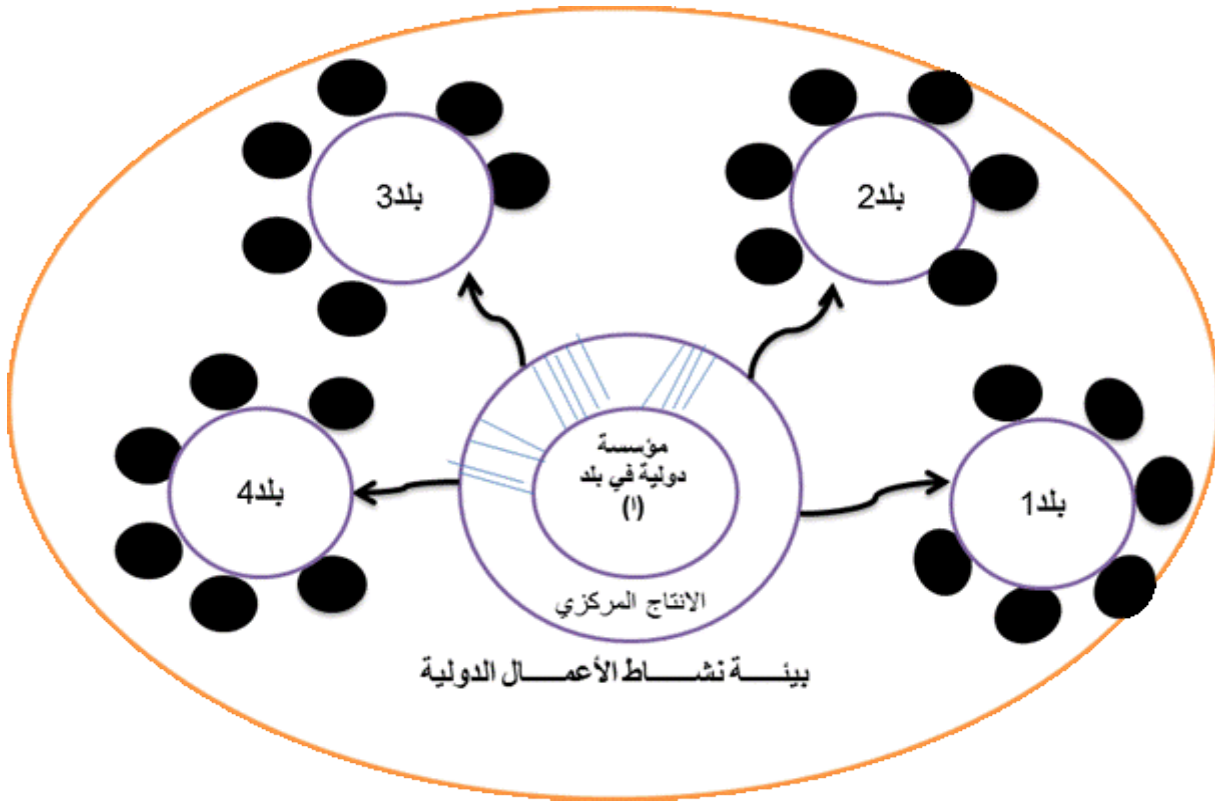 بلد3
بلد2
مؤسسة
دولية في بلد
(ا)
بلد4
بلد1
الانتاج المركزي
بيئـــة نشـــاط الأعمـــال الدولية